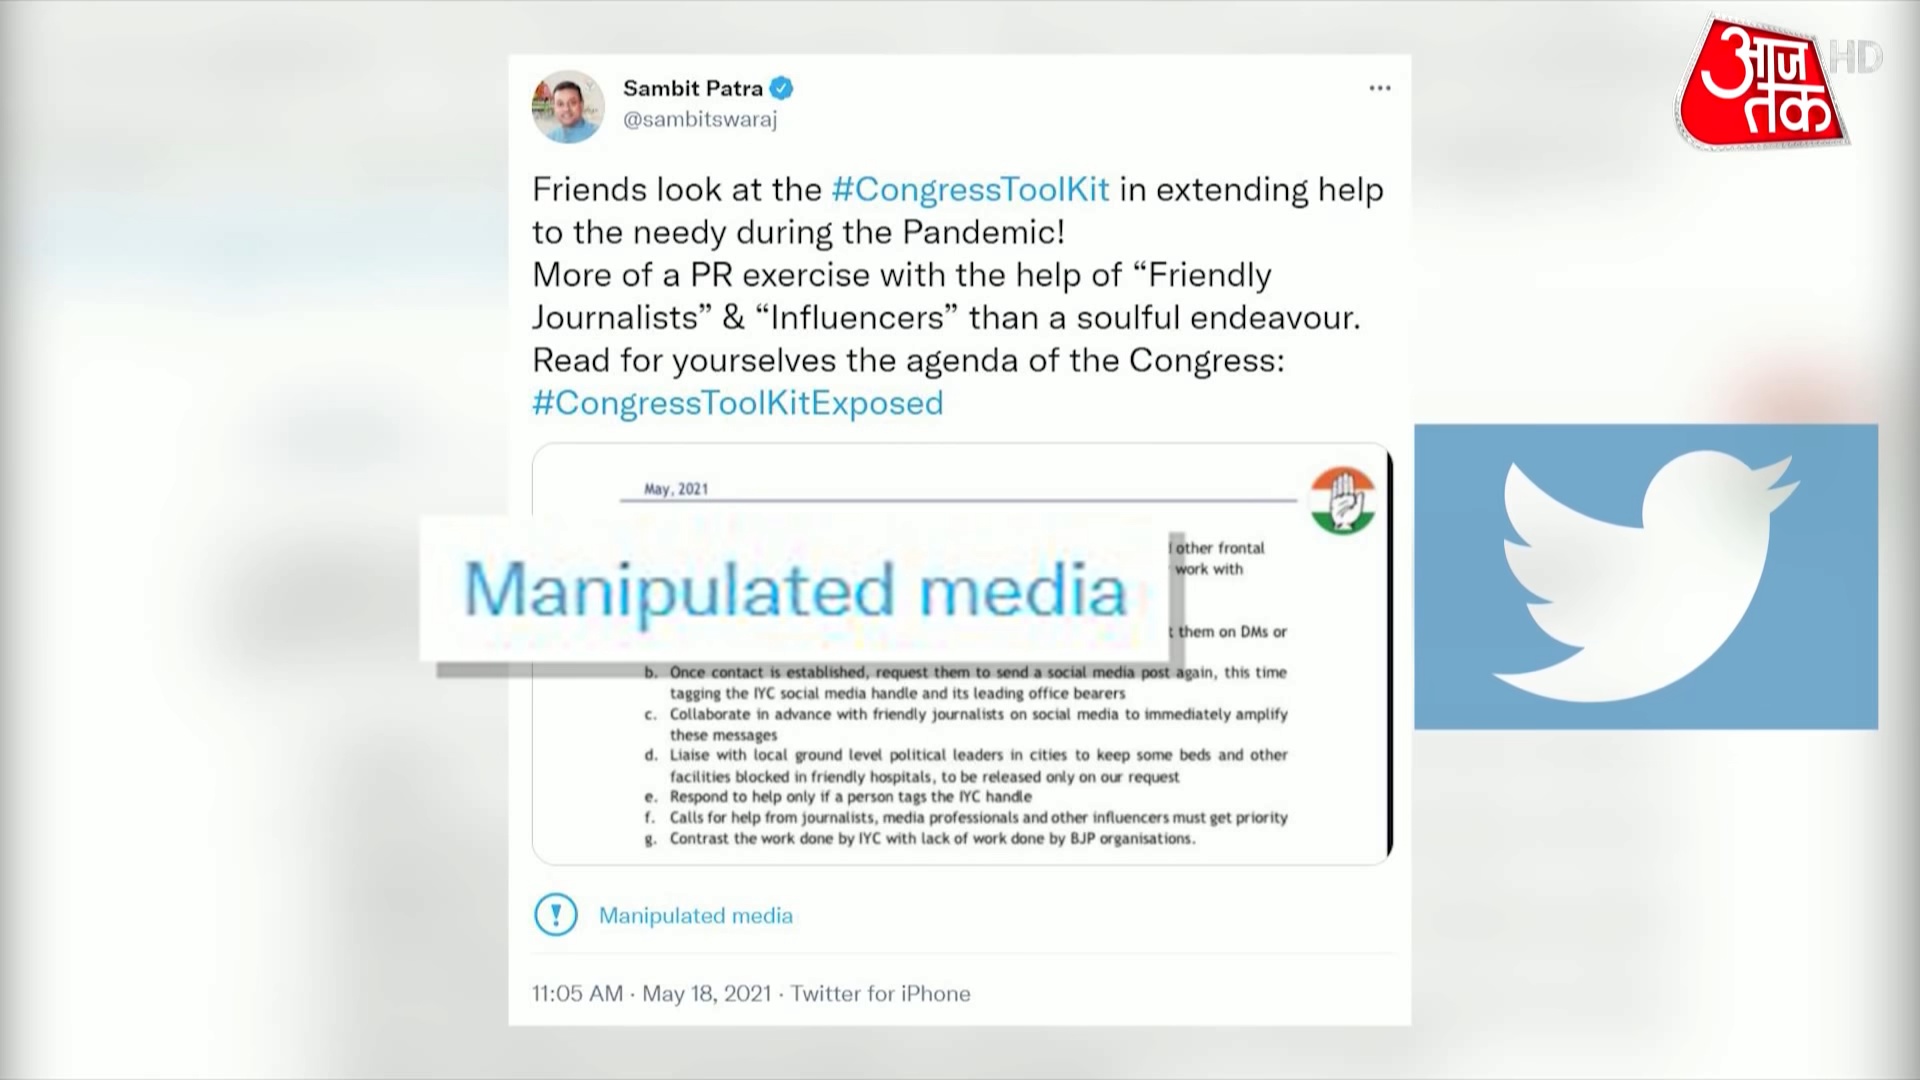 आज तक HD
Sambit Patra
@sambitswaraj
Friends look at the #CongressToolKit in extending help
to the needy during the Pandemic!
More of a PR exercise with the help of “Friendly
Journalists” & “Influencers” than a soulful endeavour.
Read for yourselves the agenda of the Congress:
#CongressToolKitExposed
May, 2021
other frontal
work with
Manipulated media
them on DMs or
b. Once contact is established, request them to send a social media post again, this time
tagging the IYC social media handle and its leading office bearers
c. Collaborate in advance with friendly journalists on social media to immediately amplify
these messages
d. Liaise with local ground level political leaders in cities to keep some beds and other
facilities blocked in friendly hospitals, to be released only on our request
e. Respond to help only if a person tags the IYC handle
f. Calls for help from journalists, media professionals and other influencers must get priority
g. Contrast the work done by IYC with lack of work done by BJP organisations.
Manipulated media
11:05 AM · May 18, 2021 · Twitter for iPhone